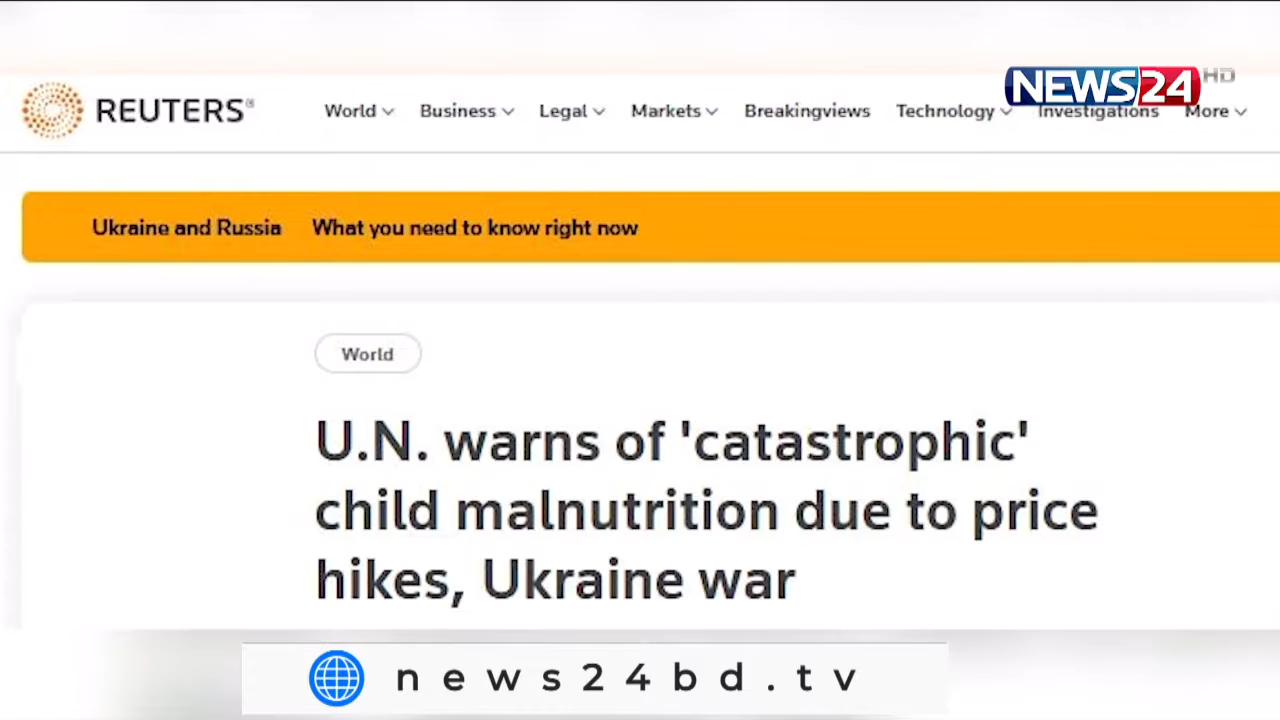 NEWS24 HD
REUTERS®
World Business Legal Markets Breakingviews Technology Investigations More
Ukraine and Russia What you need to know right now
World
U.N. warns of 'catastrophic'
child malnutrition due to price
hikes, Ukraine war
news24bd.tv